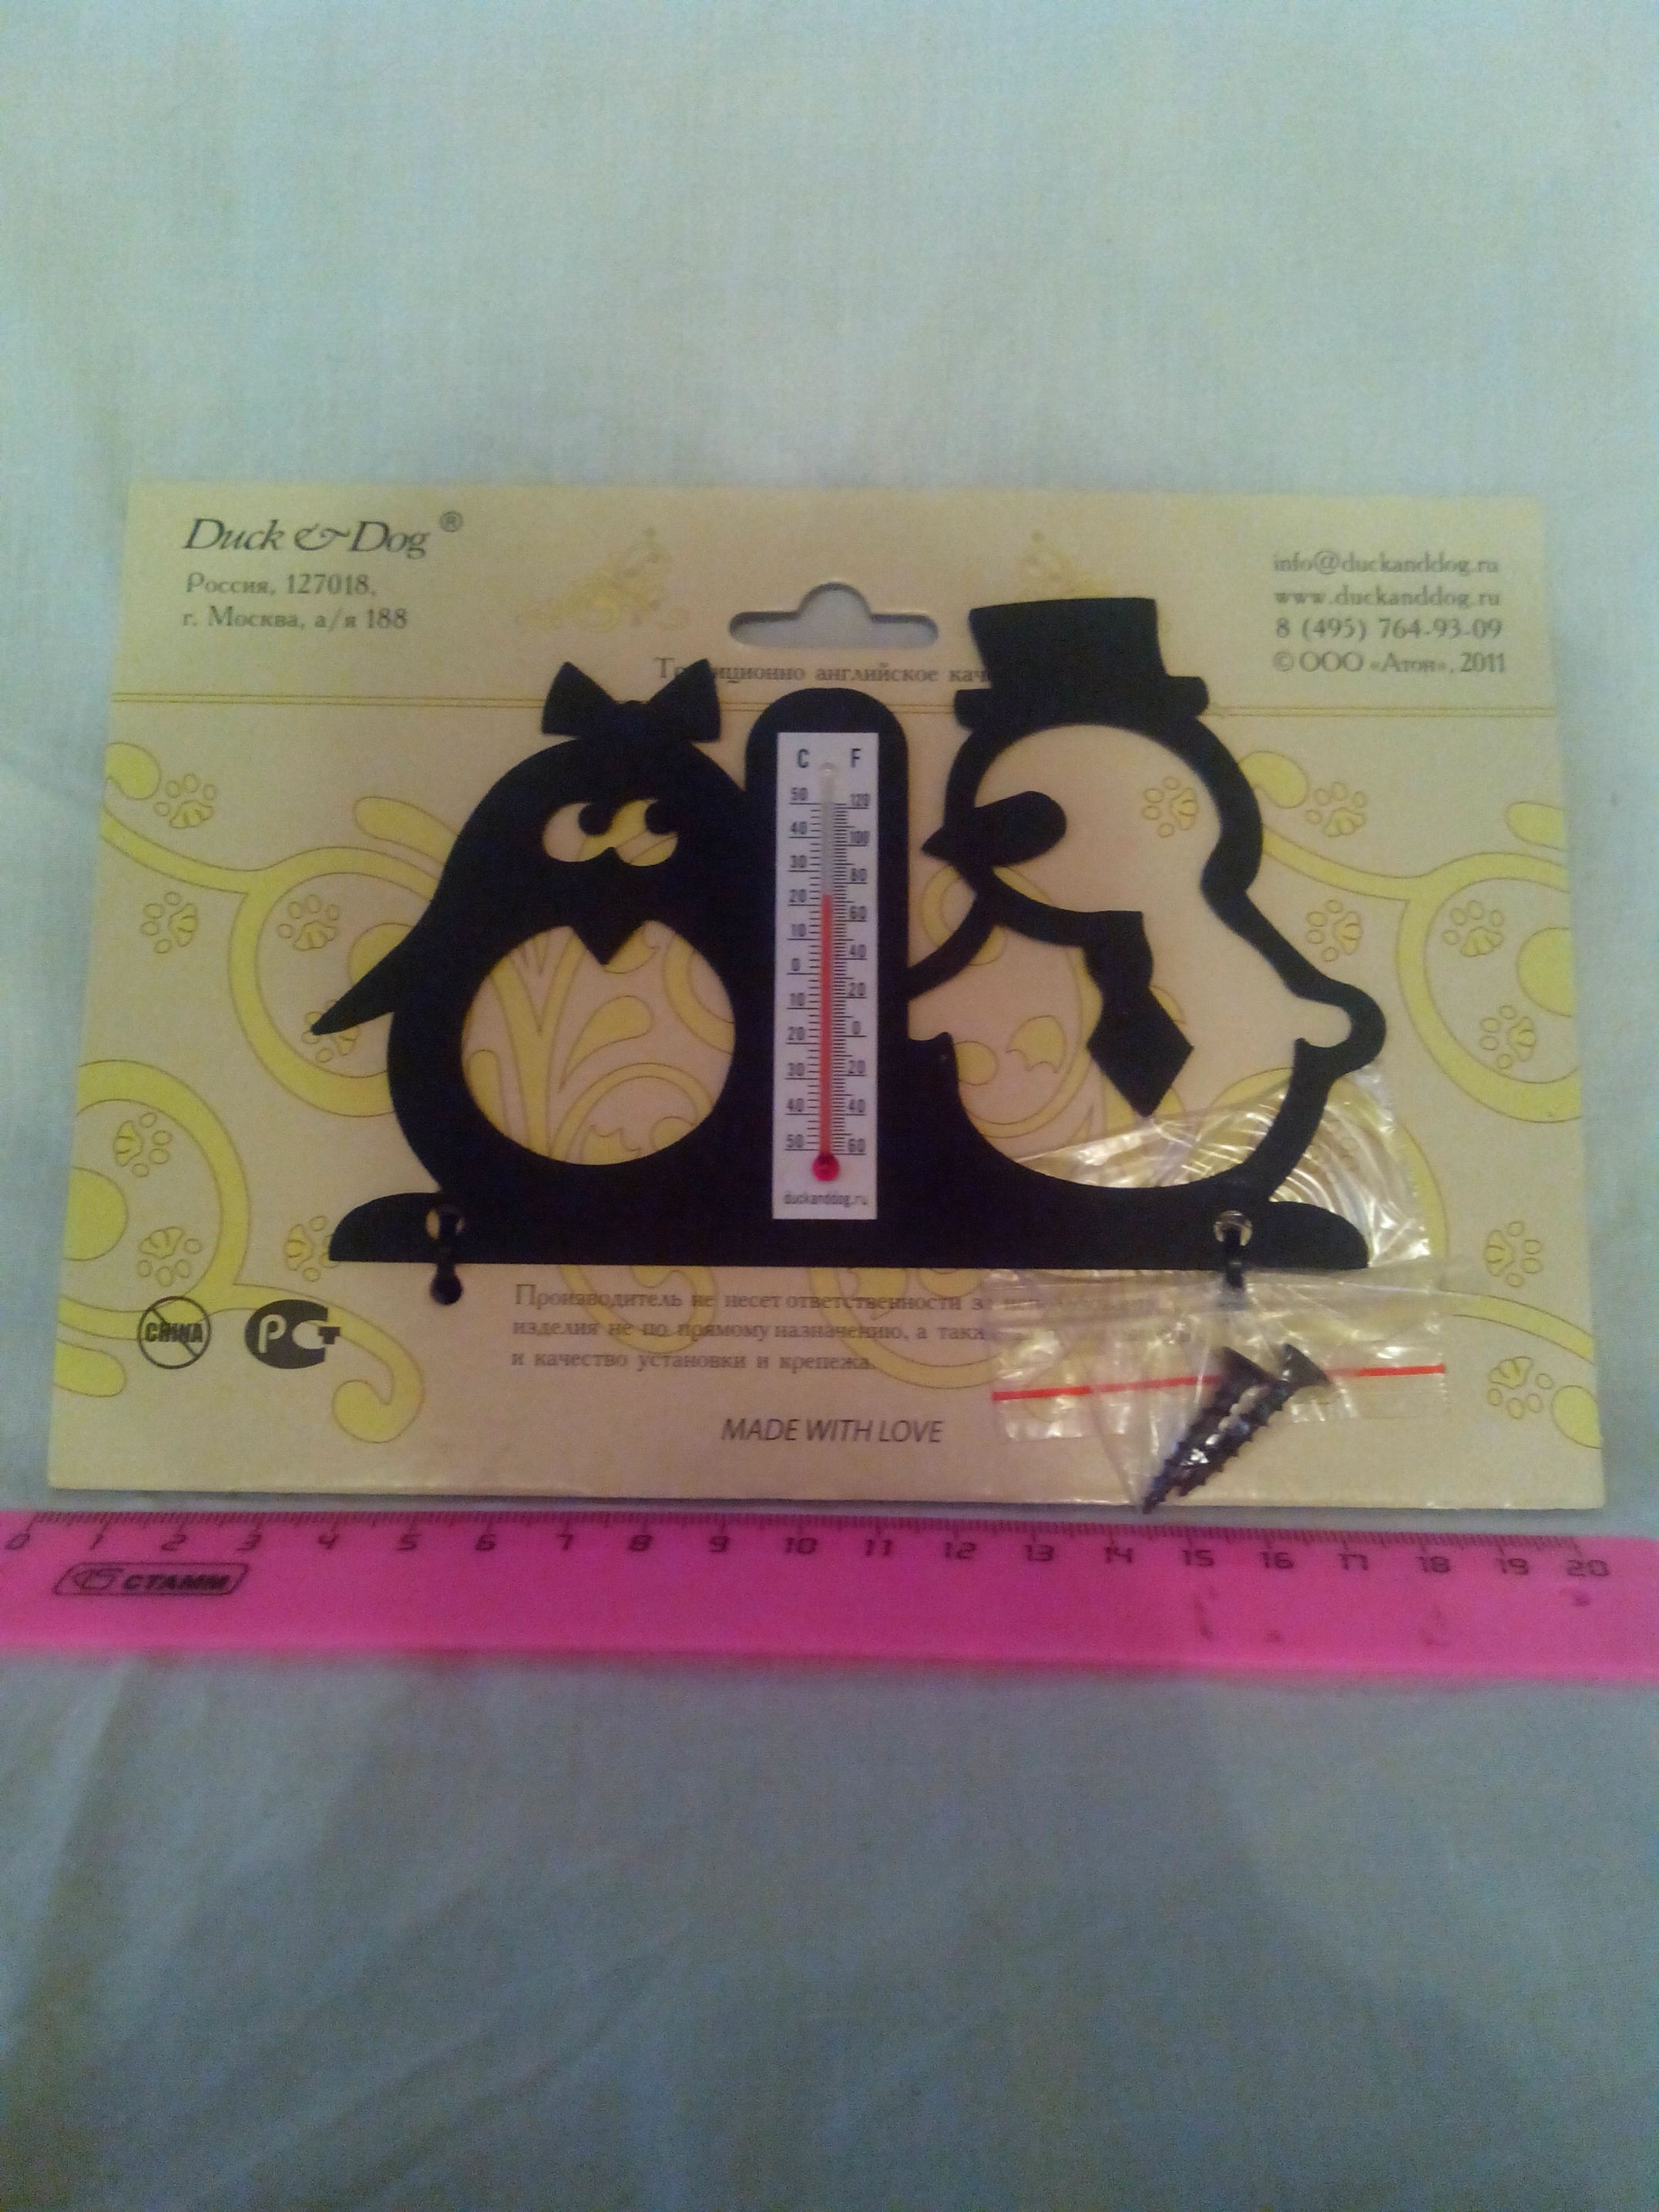 Duck & Dog ®
Россия, 127018,
г. Москва, а/я 188
info@duckanddog.ru
www.duckanddog.ru
8 (495) 764-93-09
© ООО «Атон», 2011
английское
C F
50 120
40 100
30 80
20 60
10 40
0 20
10 0
20 20
30 40
40 60
50
duckanddog.ru
CHINA
РСТ
Производитель не несет ответственности
изделия не по прямому назначению, а
и качество установки и крепежа.
MADE WITH LOVE
0 1 2 3 4 5 6 7 8 9 10 11 12 13 14 15 16 17 18 19 20
СТАММ